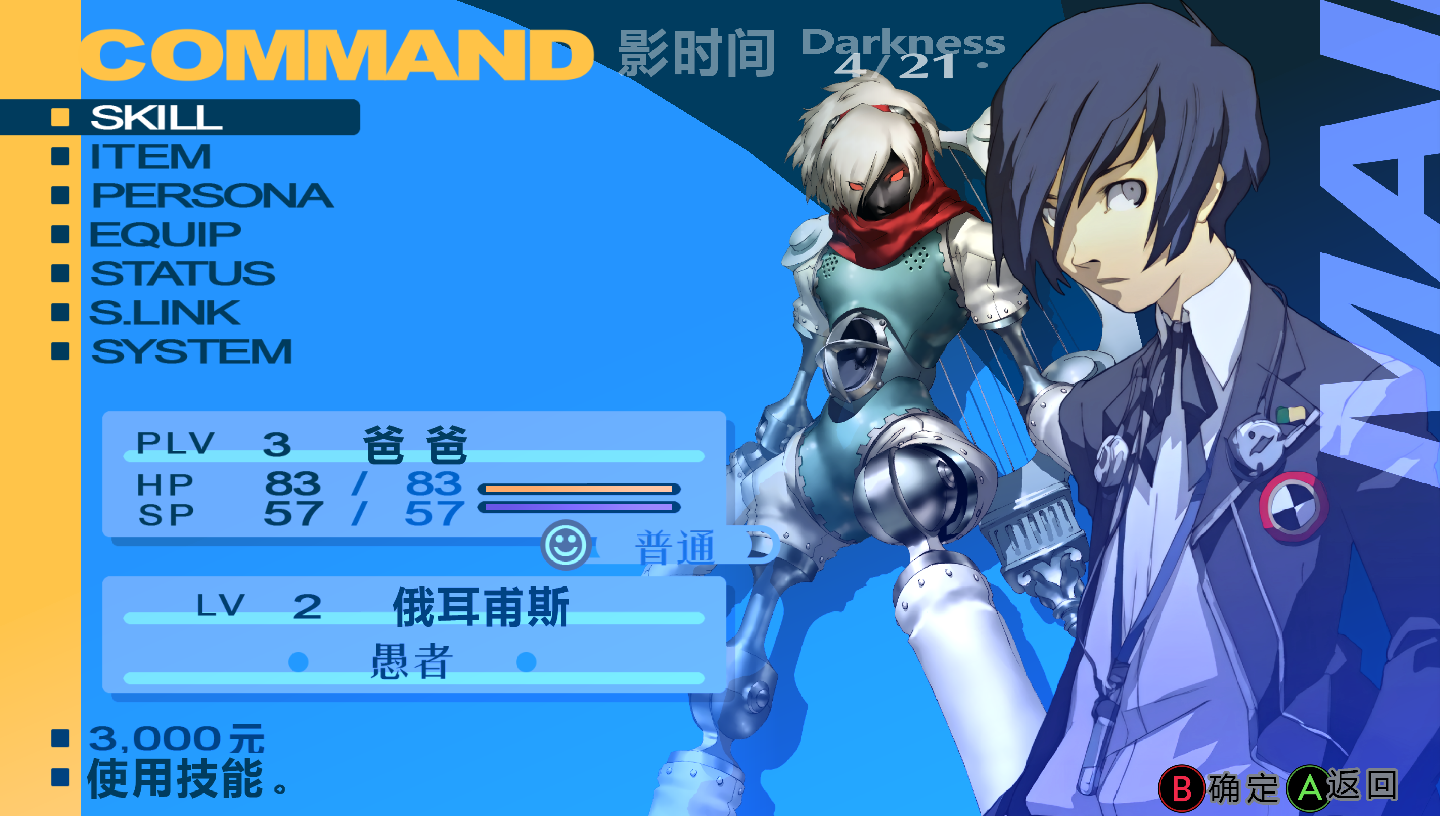 COMMAND
影时间 Darkness
4/21
SKILL
ITEM
PERSONA
EQUIP
STATUS
S.LINK
SYSTEM
PLV 3 爸爸
HP 83 / 83
SP 57 / 57
普通
LV 2 俄耳甫斯
愚者
3,000元
使用技能。
B确定 A返回